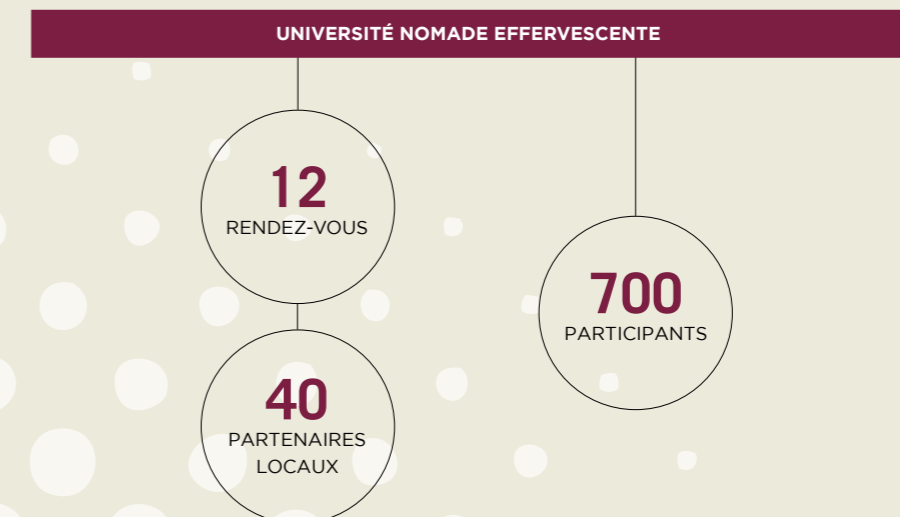 UNIVERSITÉ NOMADE EFFERVESCENTE
12
RENDEZ-VOUS
700
PARTICIPANTS
40
PARTENAIRES
LOCAUX